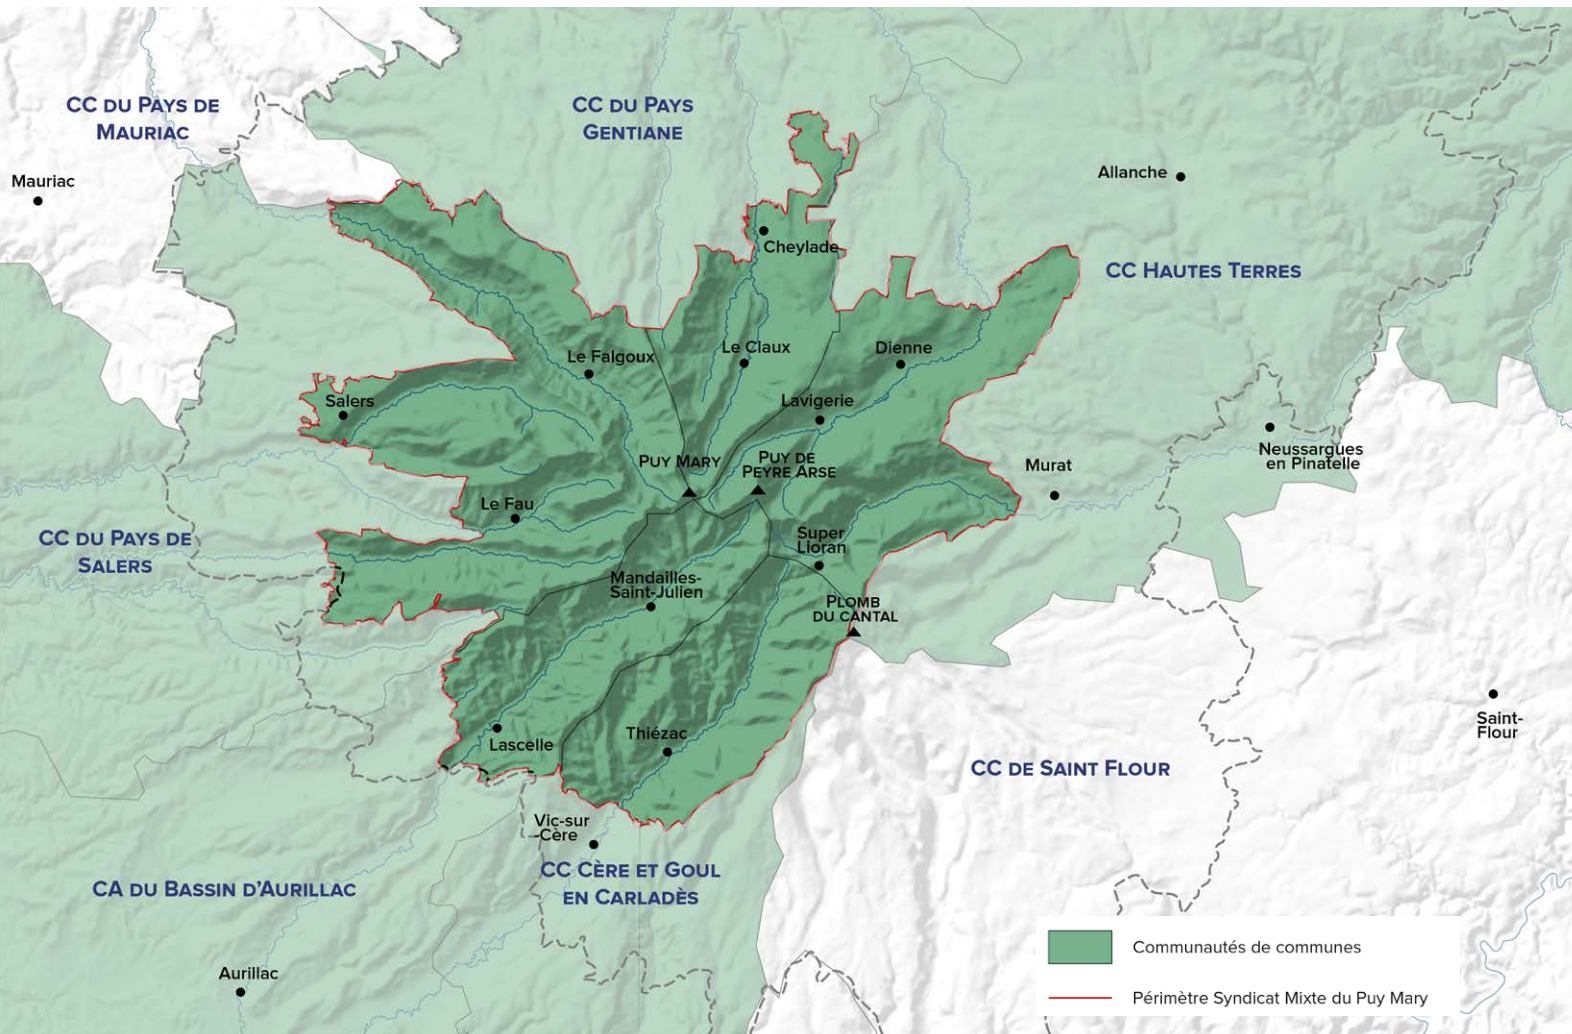 CC DU PAYS DE
MAURIAC
CC DU PAYS
GENTIANE
Mauriac
Allanche
Cheylade
CC HAUTES TERRES
Le Falgoux
Le Claux
Dienne
Salers
Lavigerie
PUY MARY
PUY DE
PEYRE ARSE
Murat
Neussargues
en Pinatelle
Le Fau
CC DU PAYS DE
SALERS
Super
Lioran
Mandailles-
Saint-Julien
PLOMB
DU CANTAL
Lascelle
Thiézac
Saint-
Flour
CC DE SAINT FLOUR
Vic-sur
-Cère
CC CÈRE ET GOUL
EN CARLADÈS
CA DU BASSIN D'AURILLAC
Aurillac
Communautés de communes
Périmètre Syndicat Mixte du Puy Mary